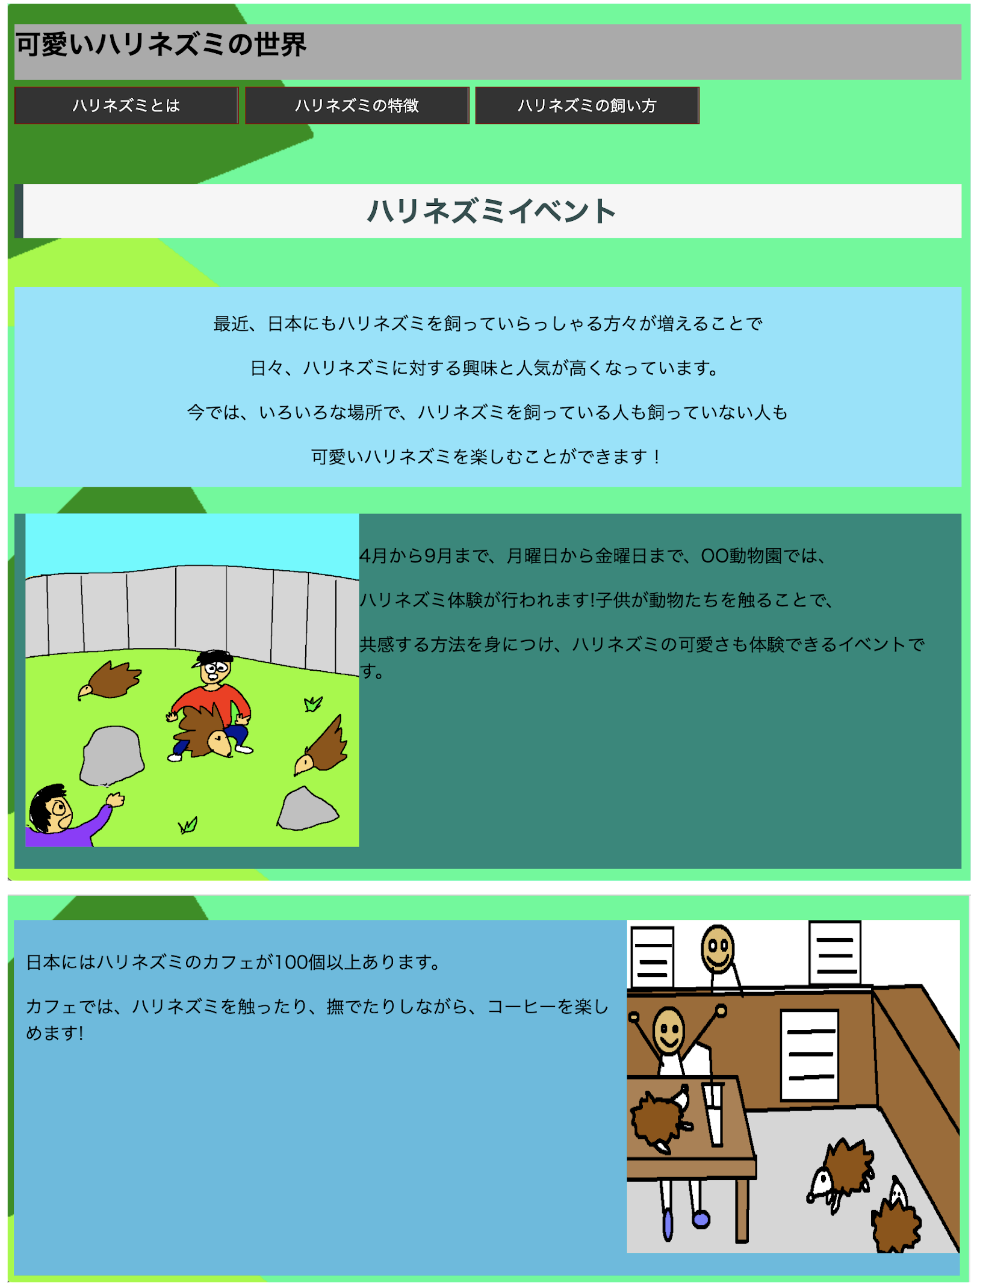 可愛いハリネズミの世界
ハリネズミとは
ハリネズミの特徴
ハリネズミの飼い方
ハリネズミイベント
最近、日本にもハリネズミを飼っていらっしゃる方々が増えることで
日々、ハリネズミに対する興味と人気が高くなっています。
今では、いろいろな場所で、ハリネズミを飼っている人も飼っていない人も
可愛いハリネズミを楽しむことができます！
4月から9月まで、月曜日から金曜日まで、OO動物園では、
ハリネズミ体験が行われます!子供が動物たちを触ることで、
共感する方法を身につけ、ハリネズミの可愛さも体験できるイベントで
す。
日本にはハリネズミのカフェが100個以上あります。
カフェでは、ハリネズミを触ったり、撫でたりしながら、コーヒーを楽し
めます!